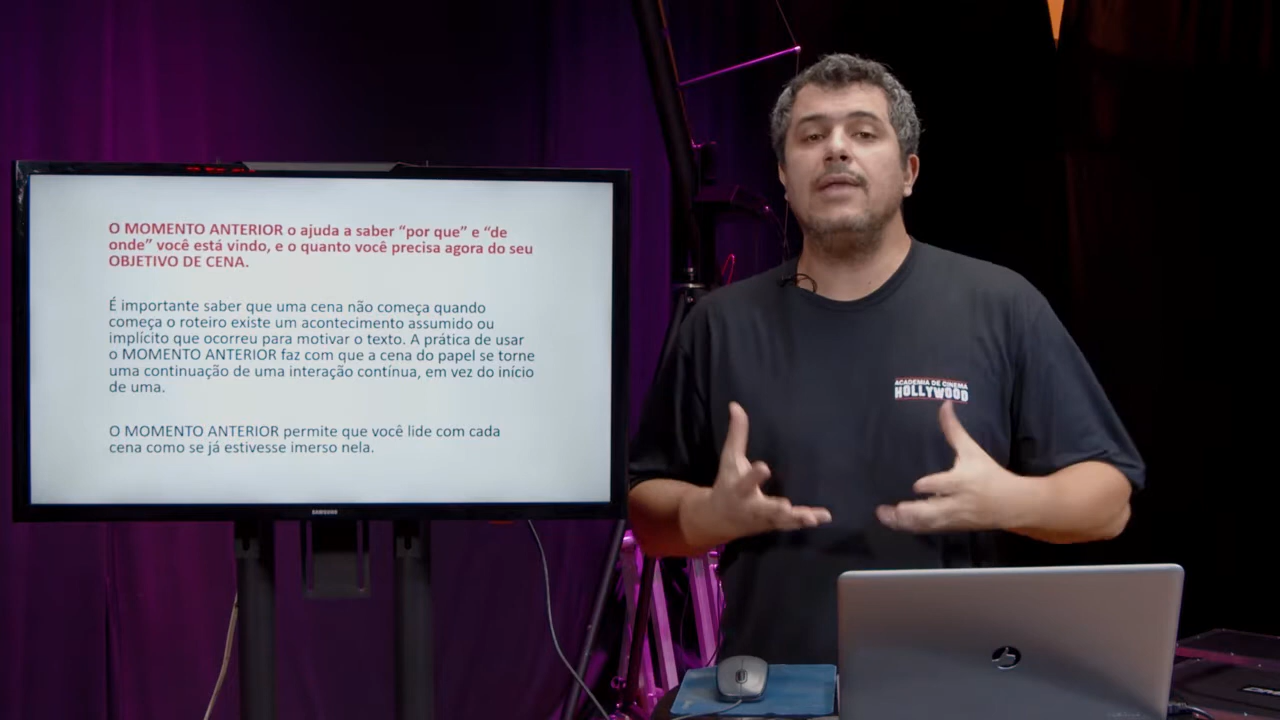 O MOMENTO ANTERIOR o ajuda a saber “por que” e “de
onde” você está vindo, e o quanto você precisa agora do seu
OBJETIVO DE CENA.
É importante saber que uma cena não começa quando
começa o roteiro existe um acontecimento assumido ou
implícito que ocorreu para motivar o texto. A prática de usar
o MOMENTO ANTERIOR faz com que a cena do papel se torne
uma continuação de uma interação contínua, em vez do início
de uma.
O MOMENTO ANTERIOR permite que você lide com cada
cena como se já estivesse imerso nela.
SAMSUNG
ACADEMIA DE CINEMA
HOLLYWOOD